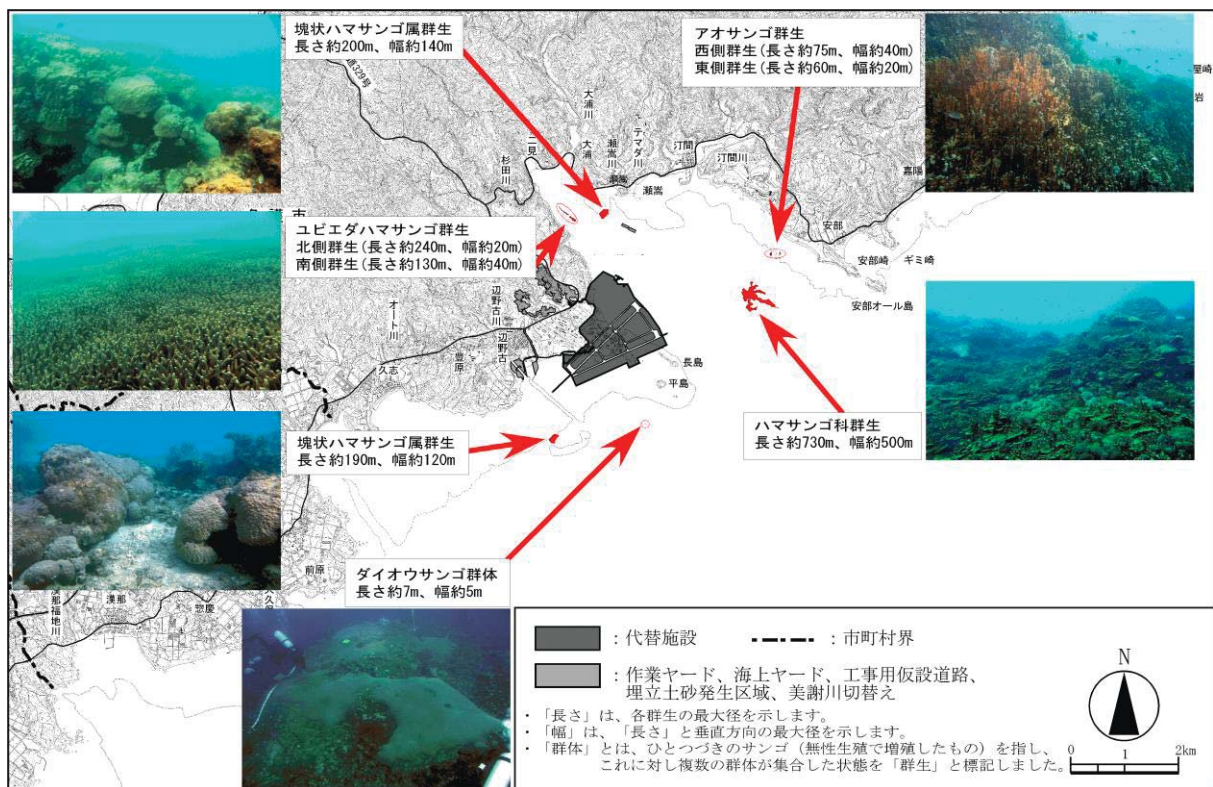 塊状ハマサンゴ属群生
長さ約200m、幅約140m
アオサンゴ群生
西側群生(長さ約75m、幅約40m)
東側群生(長さ約60m、幅約20m)
道329号
屋崎
岩
大浦川
二見
大浦
瀬嵩川
瀬嵩
テマダ川
汀間
汀間川
杉田川
瀬嵩
嘉陽
ユビエダハマサンゴ群生
北側群生(長さ約240m、幅約20m)
南側群生(長さ約130m、幅約40m)
安部
安部崎
ギミ崎
安部オール島
辺野古川
辺野古
オート川
豊原
久志
長島
平島
ハマサンゴ科群生
長さ約730m、幅約500m
塊状ハマサンゴ属群生
長さ約190m、幅約120m
前原
ダイオウサンゴ群体
長さ約7m、幅約5m
漢那
惣慶
漢那福地川
:代替施設
:市町村界
:作業ヤード、海上ヤード、工事用仮設道路、
埋立土砂発生区域、美謝川切替え
・「長さ」は、各群生の最大径を示します。
・「幅」は、「長さ」と垂直方向の最大径を示します。
・「群体」とは、ひとつづきのサンゴ(無性生殖で増殖したもの)を指し、
これに対し複数の群体が集合した状態を「群生」と標記しました。
N
0 1 2km